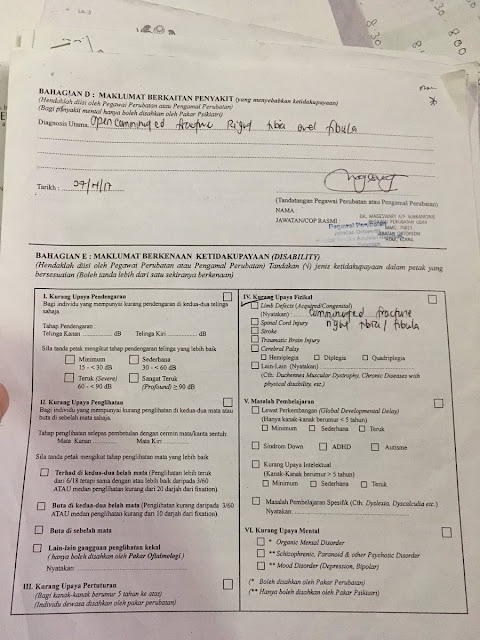 BAHAGIAN D : MAKLUMAT BERKAITAN PENYAKIT (yang menyebabkan ketidakupayaan)
(Hendaklah diisi oleh Pegawai Perubatan atau Pengamal Perubatan)
(Bagi penyakit mental hanya boleh disahkan oleh Pakar Psikiatri)
Diagnosis Utama. Open comminuted fracture Right tibia and fibula
Tarikh :
(Tandatangan Pegawai Perubatan atau Pengamal Perubatan)
NAMA
JAWATAN/COP RASMI
Pegawai Perubatan
BAHAGIAN E : MAKLUMAT BERKENAAN KETIDAKUPAYAAN (DISABILITY)
(Hendaklah diisi oleh Pegawai Perubatan atau Pengamal Perubatan) Tandakan (√) jenis ketidakupayaan dalam petak yang
bersesuaian (Boleh tanda lebih dari satu sekiranya berkenaan)
I. Kurang Upaya Pendengaran
Bagi individu yang mempunyai kurang pendengaran di kedua-dua telinga
sahaja.
Tahap Pendengaran :
Telinga Kanan .............. dB Telinga Kiri .............. dB
Sila tanda petak mengikut tahap pendengaran telinga yang lebih baik
Minimum Sederhana
15 - < 30 dB 30 - < 60 dB
Teruk (Severe) Sangat Teruk
60 - < 90 dB (Profound) ≥ 90 dB
II. Kurang Upaya Penglihatan
Bagi individu yang mempunyai kurang penglihatan di kedua-dua mata atau
buta di sebelah mata sahaja.
Tahap penglihatan selepas pembetulan dengan cermin mata/kanta sentuh:
Mata Kanan .............. Mata Kiri ..............
Sila tanda petak mengikut tahap penglihatan mata yang lebih baik
Terhad di kedua-dua belah mata (Penglihatan lebih teruk
dari 6/18 tetapi sama dengan atau lebih baik daripada 3/60
ATAU medan penglihatan kurang dari 20 darjah dari fixation).
Buta di kedua-dua belah mata (Penglihatan kurang daripada 3/60
ATAU medan penglihatan kurang dari 10 darjah dari fixation).
Buta di sebelah mata
Lain-lain gangguan penglihatan kekal
( hanya boleh disahkan oleh Pakar Oftalmologi )
Nyatakan:
III. Kurang Upaya Pertuturan
(Bagi kanak-kanak berumur 5 tahun ke atas)
(Individu dewasa disahkan oleh pakar perubatan)
IV. Kurang Upaya Fizikal
Limb Defects (Acquired/Congenital)
(Nyatakan) comminuted fracture
right tibia / fibula
Spinal Cord Injury
Stroke
Traumatic Brain Injury
Cerebral Palsy
Hemiplegia Diplegia Quadriplegia
Lain-Lain (Nyatakan)
(Cth: Duchennes Muscular Dystrophy, Chronic Diseases with
physical disability, etc.)
V. Masalah Pembelajaran
Lewat Perkembangan (Global Developmental Delay)
(Hanya kanak-kanak berumur < 5 tahun)
Minimum Sederhana Teruk
Sindrom Down ADHD Autisme
Kurang Upaya Intelektual
(Kanak-Kanak berumur > 5 tahun)
Minimum Sederhana Teruk
Masalah Pembelajaran Spesifik (Cth: Dyslexia, Dyscalculia etc.)
Nyatakan
VI. Kurang Upaya Mental
* Organic Mental Disorder
** Schizophrenic, Paranoid & other Psychotic Disorder
** Mood Disorder (Depression, Bipolar)
(* Boleh disahkan oleh Pakar Perubatan)
(** Hanya boleh disahkan oleh Pakar Psikiatri)